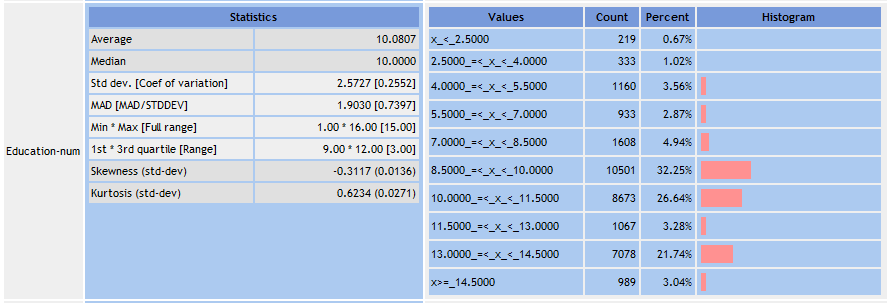 Statistics
Average 10.0807
Median 10.0000
Std dev. [Coef of variation] 2.5727 [0.2552]
MAD [MAD/STDDEV] 1.9030 [0.7397]
Min * Max [Full range] 1.00 * 16.00 [15.00]
Education-num
1st * 3rd quartile [Range] 9.00 * 12.00 [3.00]
Skewness (std-dev) -0.3117 (0.0136)
Kurtosis (std-dev) 0.6234 (0.0271)
Values Count Percent Histogram
x_<_2.5000 219 0.67%
2.5000_=<_x_<_4.0000 333 1.02%
4.0000_=<_x_<_5.5000 1160 3.56%
5.5000_=<_x_<_7.0000 933 2.87%
7.0000_=<_x_<_8.5000 1608 4.94%
8.5000_=<_x_<_10.0000 10501 32.25%
10.0000_=<_x_<_11.5000 8673 26.64%
11.5000_=<_x_<_13.0000 1067 3.28%
13.0000_=<_x_<_14.5000 7078 21.74%
x>=_14.5000 989 3.04%